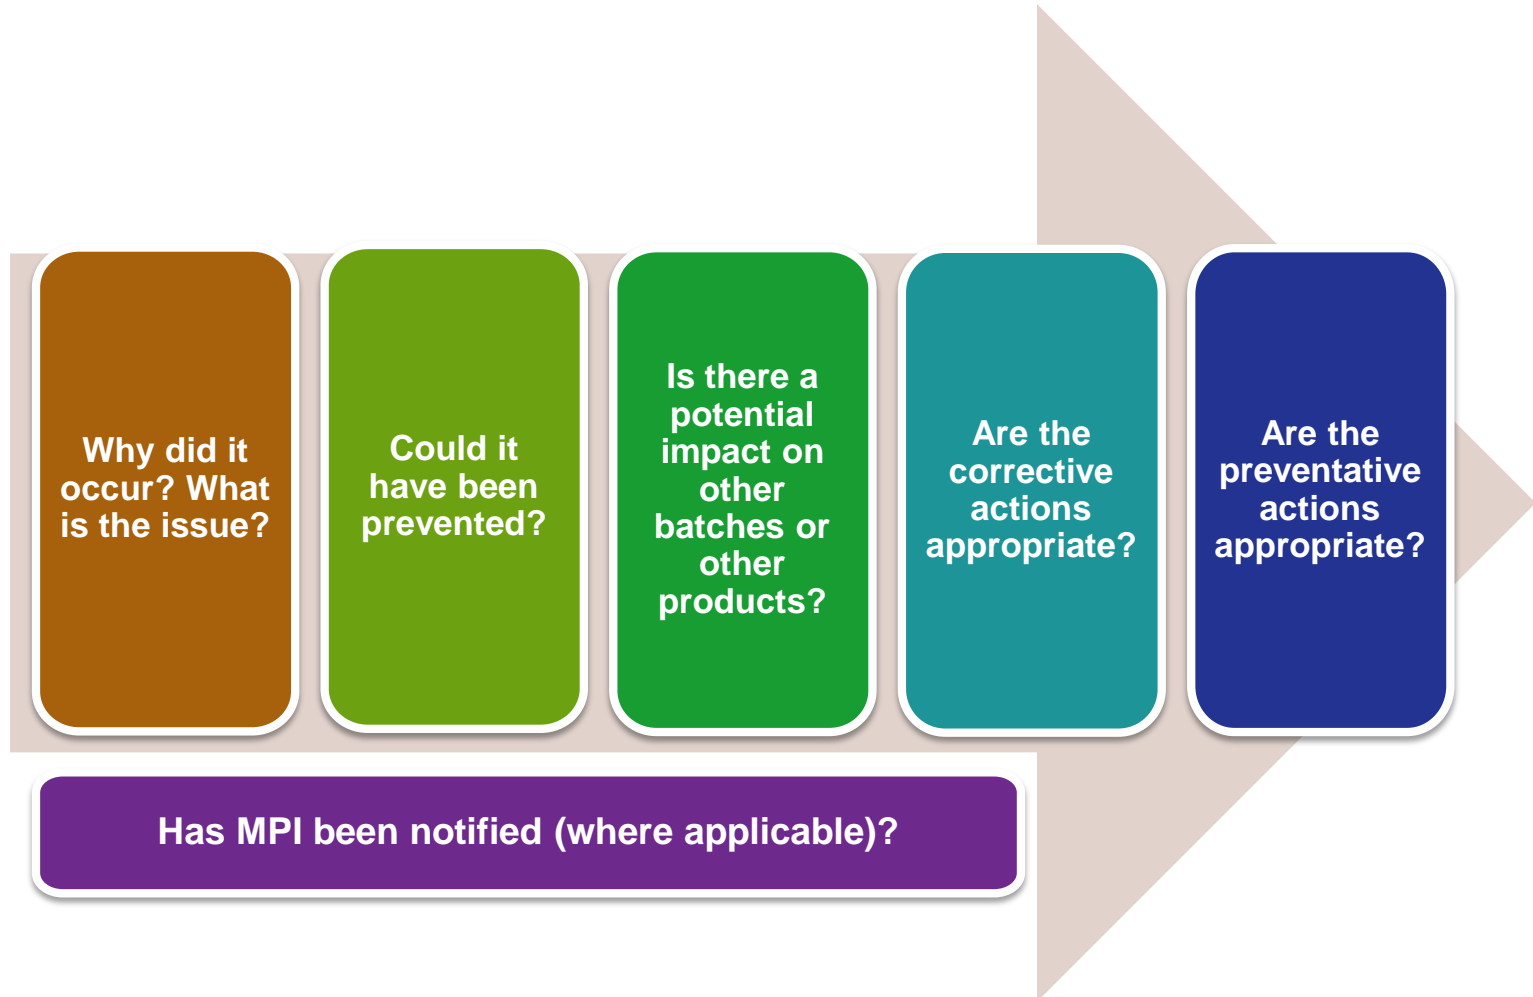 Why did it
occur? What
is the issue?
Could it
have been
prevented?
Is there a
potential
impact on
other
batches or
other
products?
Are the
corrective
actions
appropriate?
Are the
preventative
actions
appropriate?
Has MPI been notified (where applicable)?